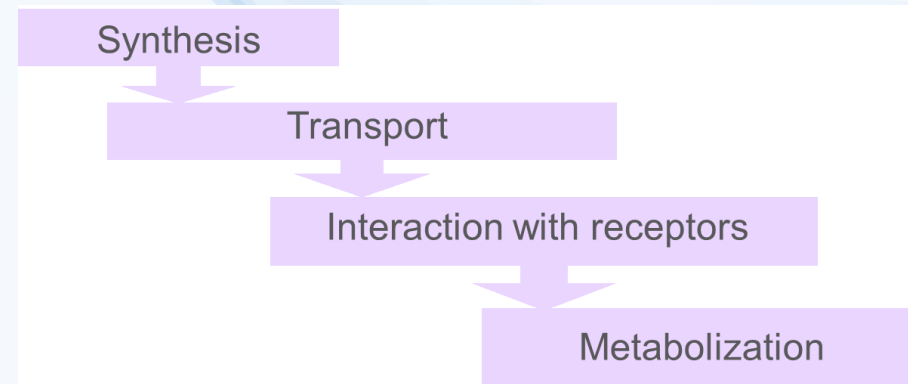 Synthesis
Transport
Interaction with receptors
Metabolization